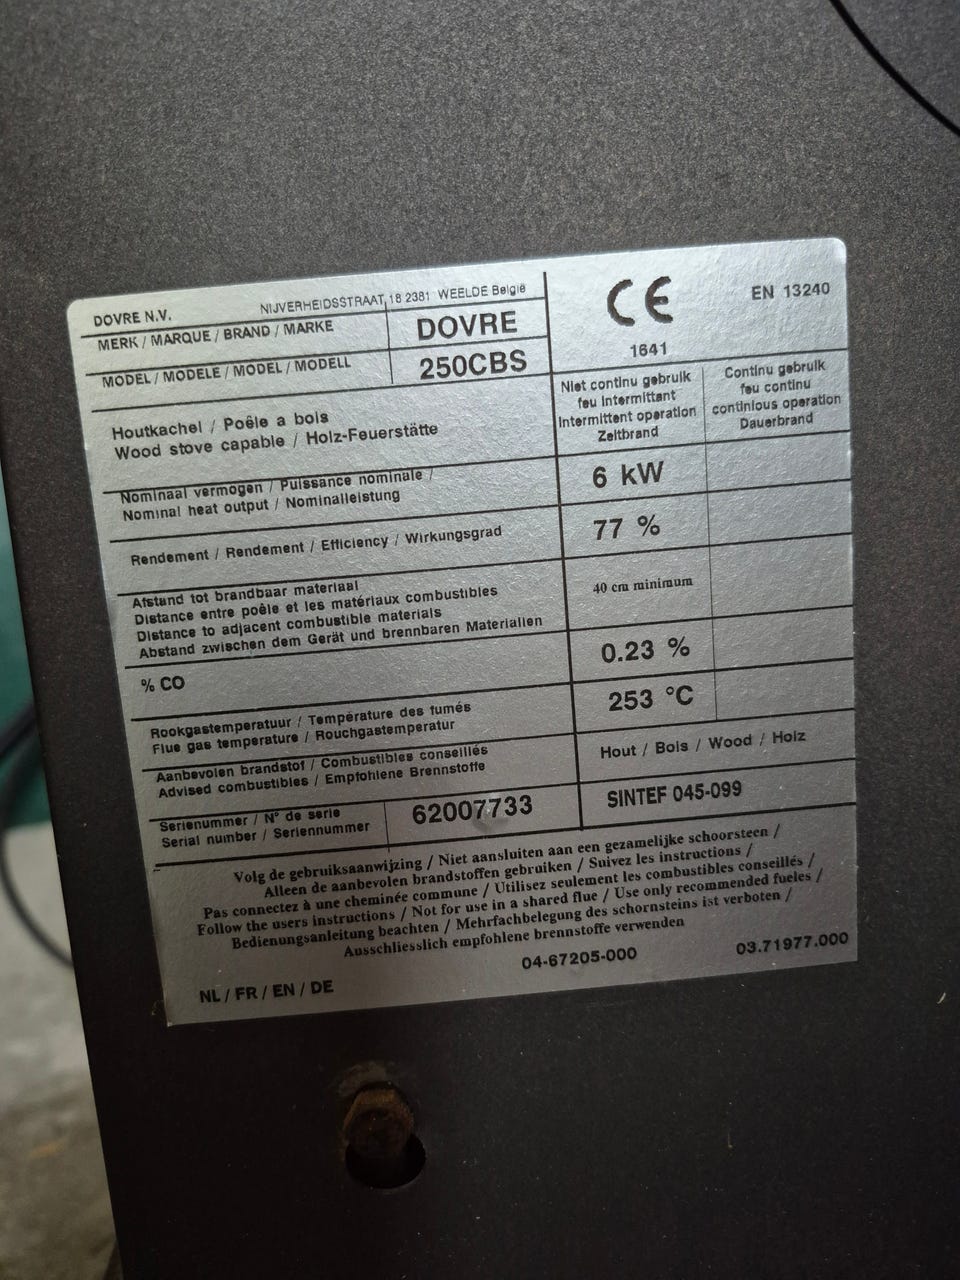 DOVRE N.V. NIJVERHEIDSSTRAAT 18 2381 WEELDE België
MERK / MARQUE / BRAND / MARKE DOVRE
MODEL / MODELE / MODEL / MODELL 250CBS
CE EN 13240
1641
Houtkachel / Poêle a bois
Wood stove capable / Holz-Feuerstätte
Niet continu gebruik
feu intermittant
Intermittent operation
Zeitbrand
Continu gebruik
feu continu
continious operation
Dauerbrand
Nominaal vermogen / Puissance nominale /
Nominal heat output / Nominalleistung
6 kW
Rendement / Rendement / Efficiency / Wirkungsgrad
77 %
Afstand tot brandbaar materiaal
Distance entre poêle et les matériaux combustibles
Distance to adjacent combustible materials
Abstand zwischen dem Gerät und brennbaren Materialien
40 cm minimum
% CO
0.23 %
Rookgastemperatuur / Température des fumés
Flue gas temperature / Rouchgastemperatur
253 °C
Aanbevolen brandstof / Combustibles conseillés
Advised combustibles / Empfohlene Brennstoffe
Hout / Bois / Wood / Holz
Serienummer / N° de serie
Serial number / Seriennummer
62007733
SINTEF 045-099
Volg de gebruiksaanwijzing / Niet aansluiten aan een gezamelijke schoorsteen /
Alleen de aanbevolen brandstoffen gebruiken / Suivez les instructions /
Pas connectez à une cheminée commune / Utilisez seulement les combustibles conseillés /
Follow the users instructions / Not for use in a shared flue / Use only recommended fueles /
Bedienungsanleitung beachten / Mehrfachbelegung des schornsteins ist verboten /
Ausschliesslich empfohlene brennstoffe verwenden
NL / FR / EN / DE 04-67205-000 03.71977.000